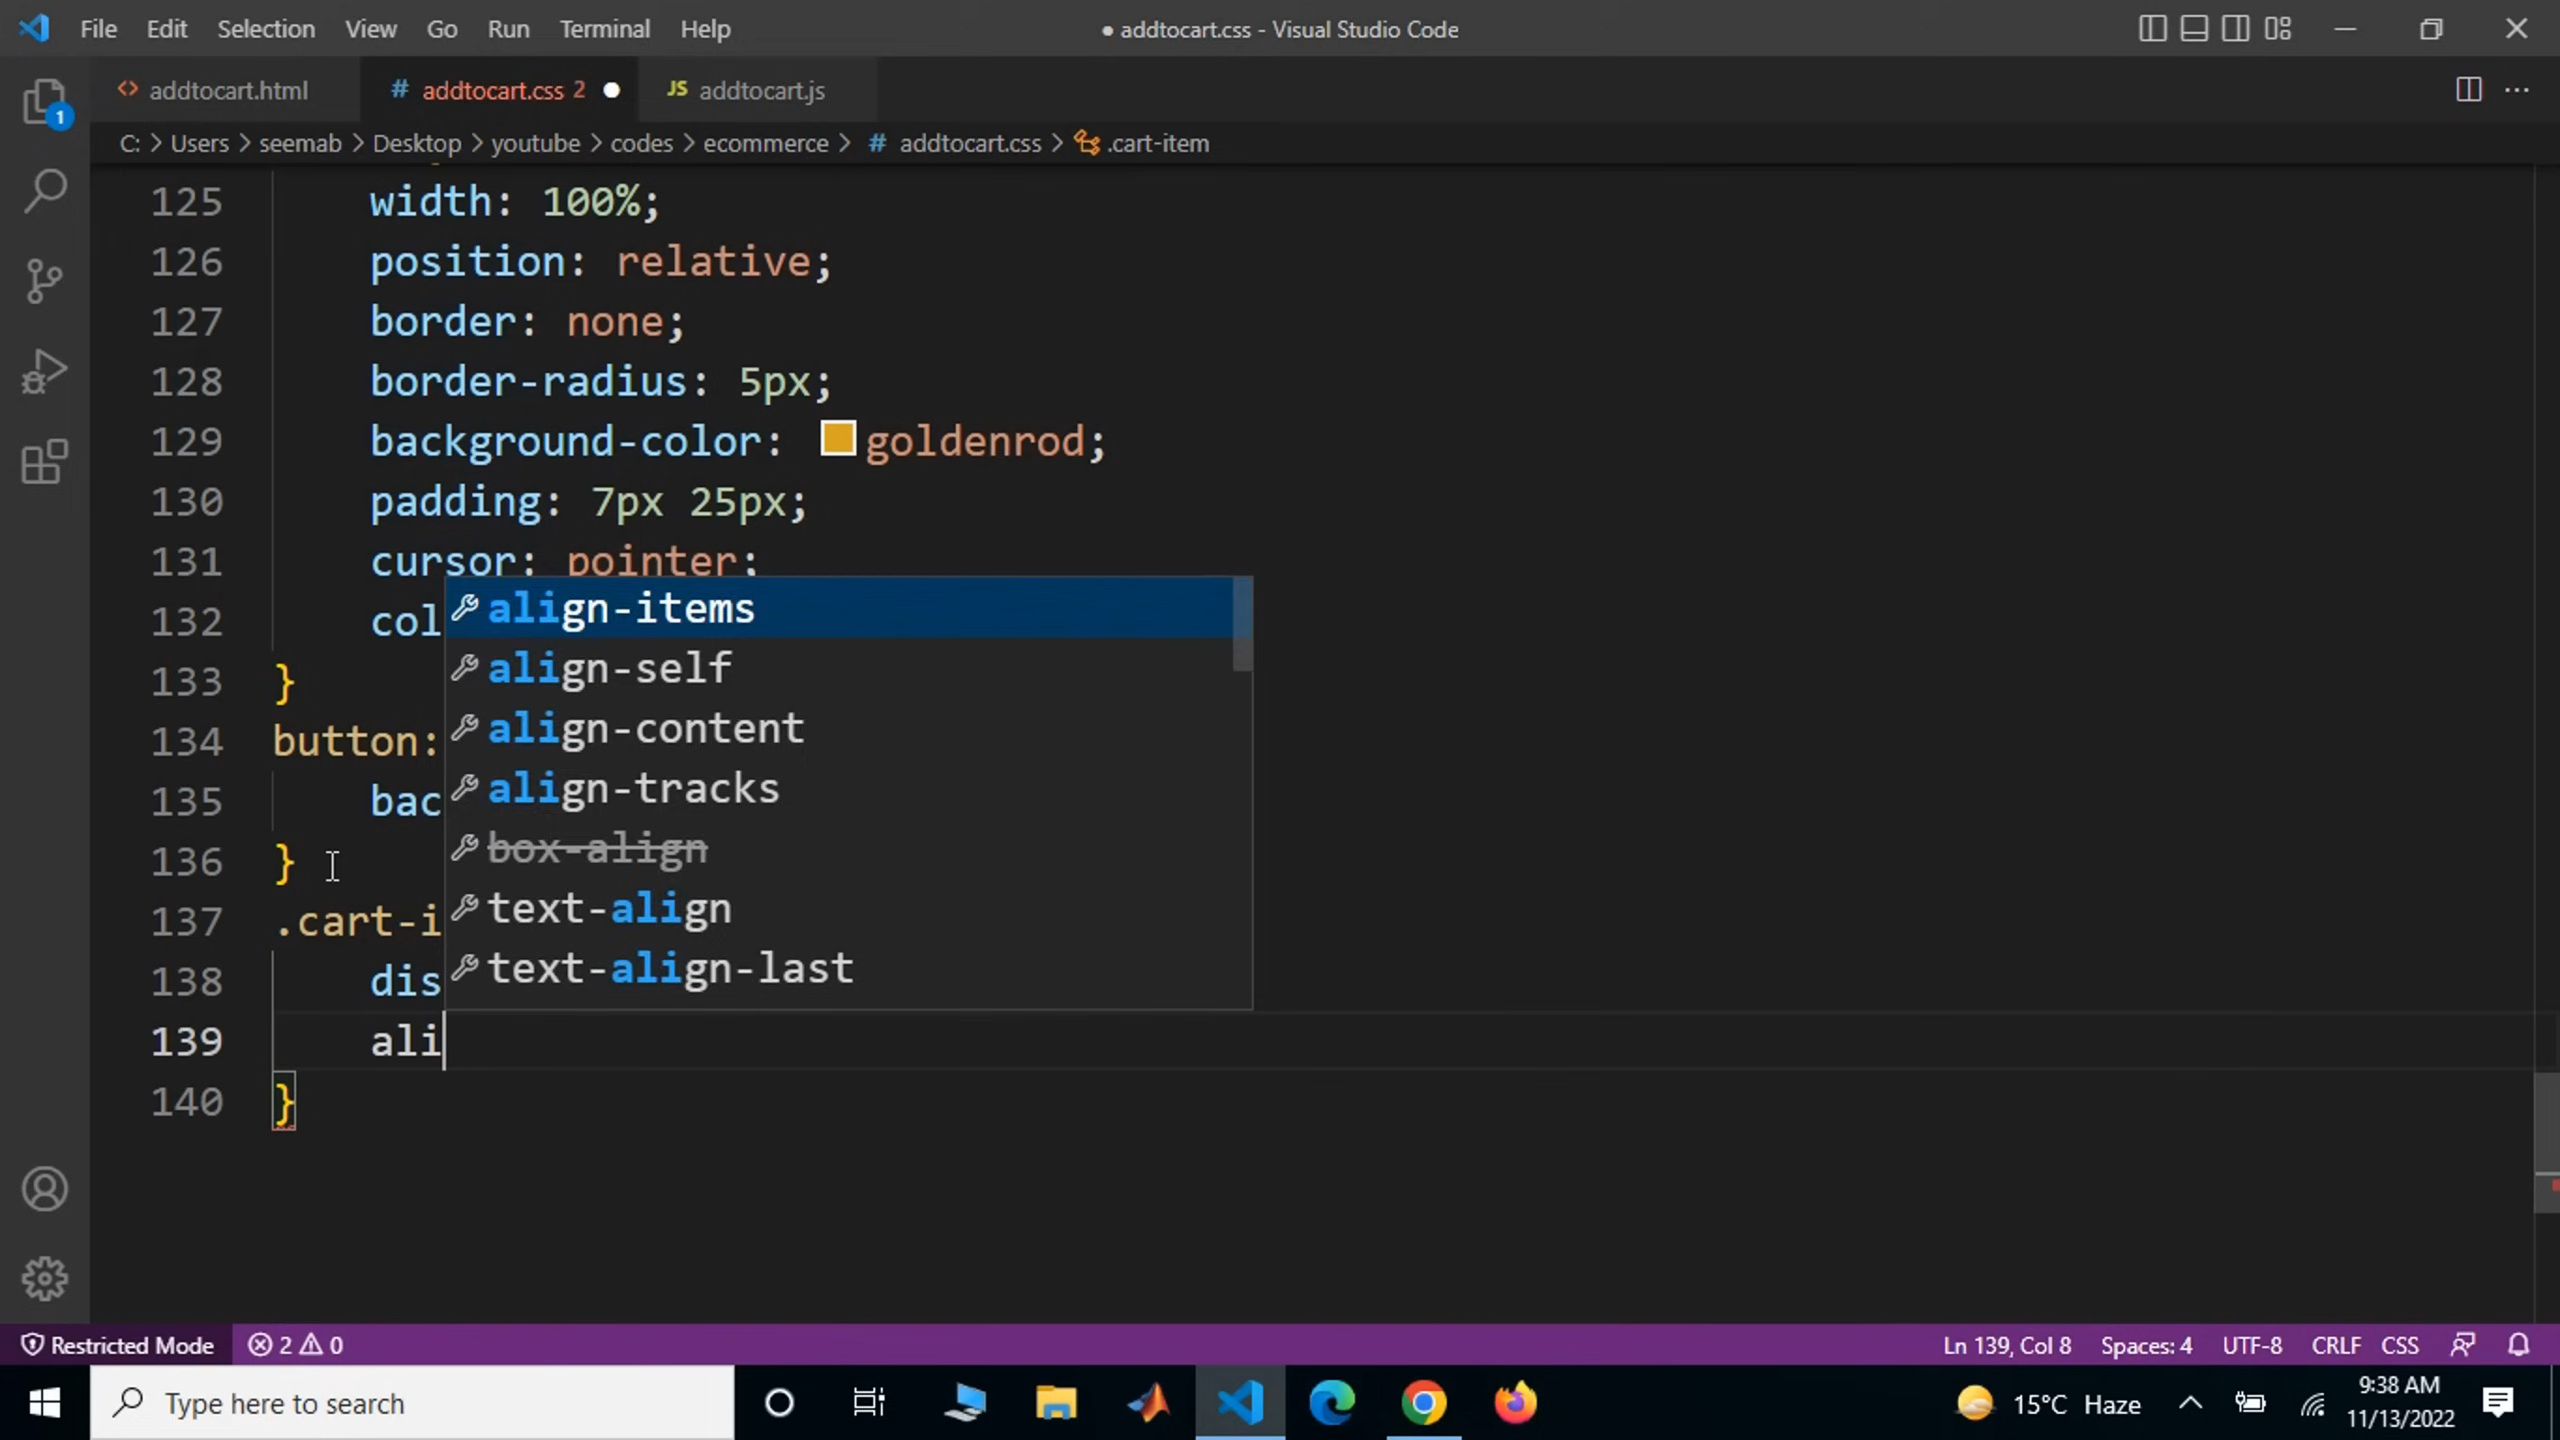 File Edit Selection View Go Run Terminal Help ● addtocart.css - Visual Studio Code
addtocart.html # addtocart.css 2 ● JS addtocart.js
C: > Users > seemab > Desktop > youtube > codes > ecommerce > # addtocart.css > .cart-item
125 width: 100%;
126 position: relative;
127 border: none;
128 border-radius: 5px;
129 background-color: goldenrod;
130 padding: 7px 25px;
131 cursor: pointer;
132 col
133 }
134 button:
135 bac
136 }
137 .cart-i
138 dis
139 ali
140 }
align-items
align-self
align-content
align-tracks
box-align
text-align
text-align-last
1
Restricted Mode 2 0 Ln 139, Col 8 Spaces: 4 UTF-8 CRLF CSS
Type here to search 15°C Haze 9:38 AM
11/13/2022